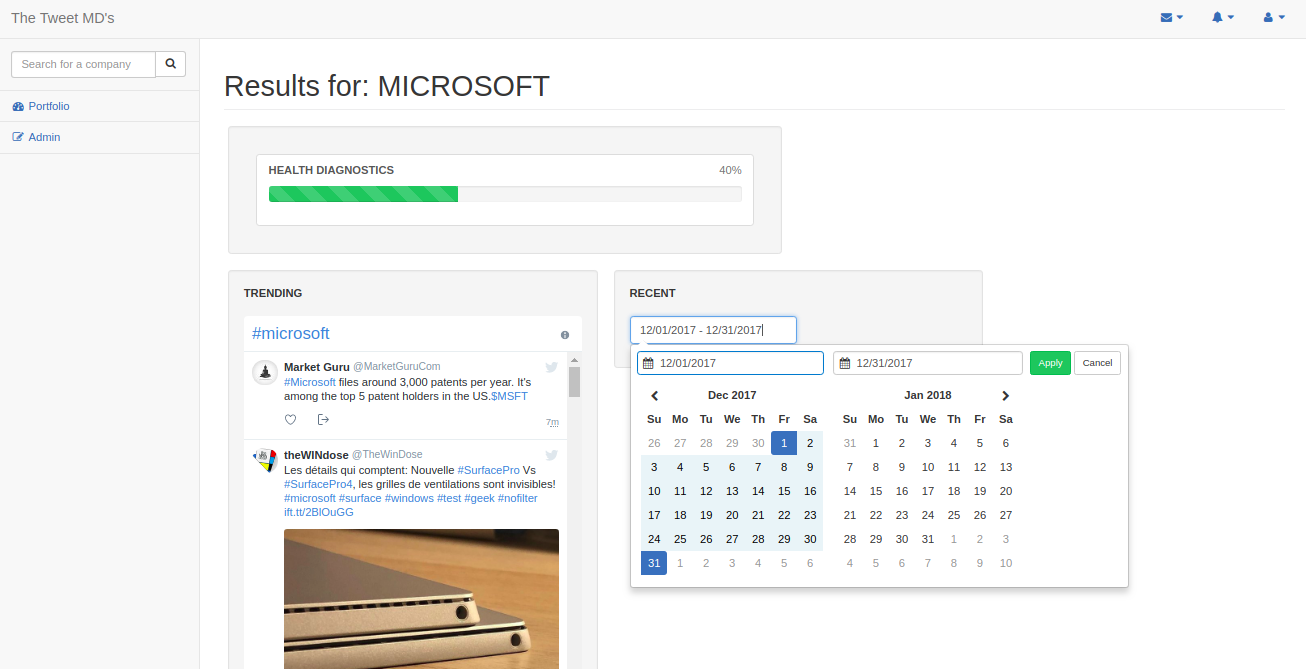 The Tweet MD's
Search for a company
Portfolio
Admin
Results for: MICROSOFT
HEALTH DIAGNOSTICS 40%
TRENDING
#microsoft
Market Guru @MarketGuruCom
#Microsoft files around 3,000 patents per year. It's
among the top 5 patent holders in the US.$MSFT
7m
theWINdose @TheWinDose
Les détails qui comptent: Nouvelle #SurfacePro Vs
#SurfacePro4, les grilles de ventilations sont invisibles!
#microsoft #surface #windows #test #geek #nofilter
ift.tt/2BlOuGG
RECENT
12/01/2017 - 12/31/2017
12/01/2017 12/31/2017 Apply Cancel
Dec 2017
Su Mo Tu We Th Fr Sa
26 27 28 29 30 1 2
3 4 5 6 7 8 9
10 11 12 13 14 15 16
17 18 19 20 21 22 23
24 25 26 27 28 29 30
31 1 2 3 4 5 6
Jan 2018
Su Mo Tu We Th Fr Sa
31 1 2 3 4 5 6
7 8 9 10 11 12 13
14 15 16 17 18 19 20
21 22 23 24 25 26 27
28 29 30 31 1 2 3
4 5 6 7 8 9 10